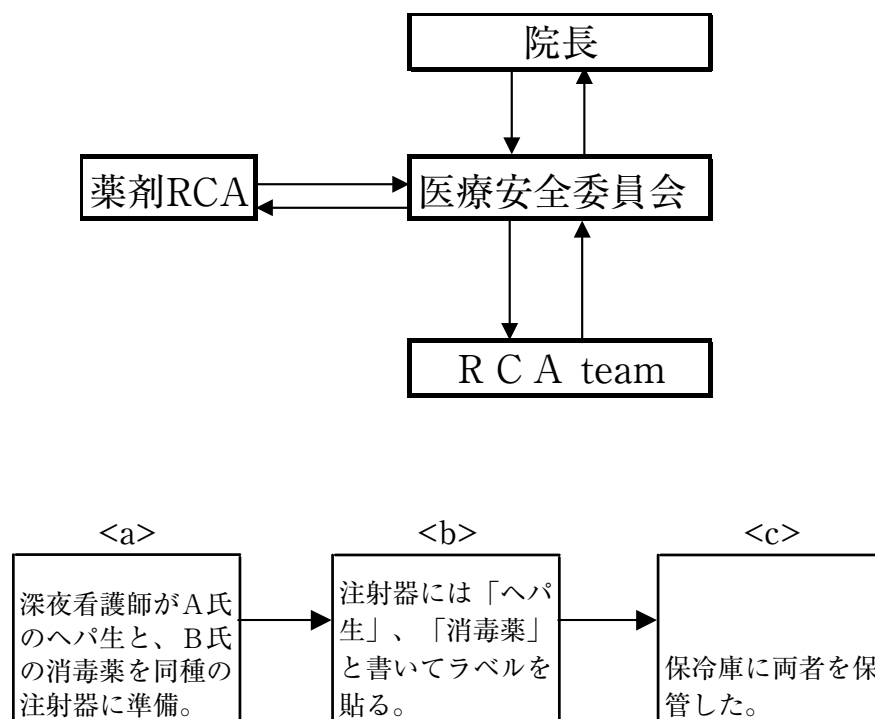 院長
薬剤RCA
医療安全委員会
ＲＣＡ team
<a>
深夜看護師がＡ氏
のヘパ生と、Ｂ氏
の消毒薬を同種の
注射器に準備。
<b>
注射器には「ヘパ
生」、「消毒薬」
と書いてラベルを
貼る。
<c>
保冷庫に両者を保
管した。